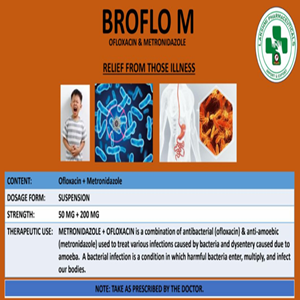 BROFLO M
OFLOXACIN & METRONIDAZOLE
RELIEF FROM THOSE ILLNESS
CONTENT: Ofloxacin + Metronidazole
DOSAGE FORM: SUSPENSION
STRENGTH: 50 MG + 200 MG
THERAPEUTIC USE: METRONIDAZOLE + OFLOXACIN is a combination of antibacterial (ofloxacin) & anti-amoebic
(metronidazole) used to treat various infections caused by bacteria and dysentery caused due to
amoeba. A bacterial infection is a condition in which harmful bacteria enter, multiply, and infect
our bodies.
NOTE: TAKE AS PRESCRIBED BY THE DOCTOR.